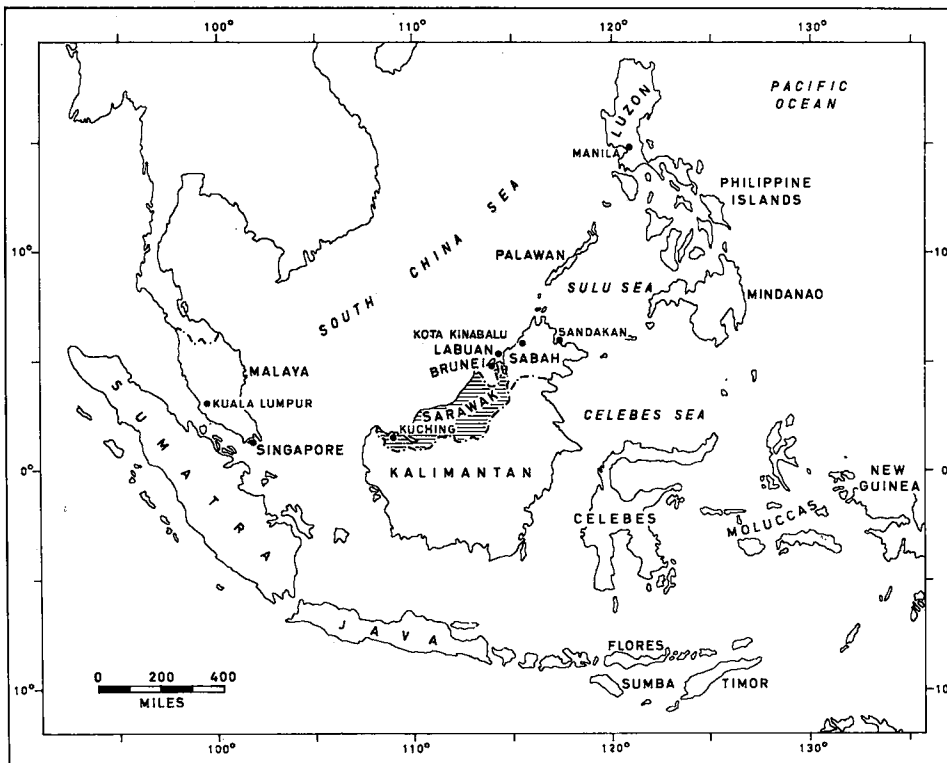 100° 110° 120° 130°
PACIFIC
OCEAN
LUZON
MANILA
PHILIPPINE
ISLANDS
SOUTH CHINA SEA
10° 10°
PALAWAN
SULU SEA
MINDANAO
KOTA KINABALU
SANDAKAN
LABUAN
SABAH
BRUNEI
MALAYA
SARAWAK
KUALA LUMPUR
CELEBES SEA
KUCHING
SINGAPORE
SUMATRA
0° 0
KALIMANTAN
NEW
GUINEA
CELEBES
MOLUCCAS
JAVA
FLORES
SUMBA
TIMOR
0 200 400
MILES
10° 10
100° 110° 120° 130°